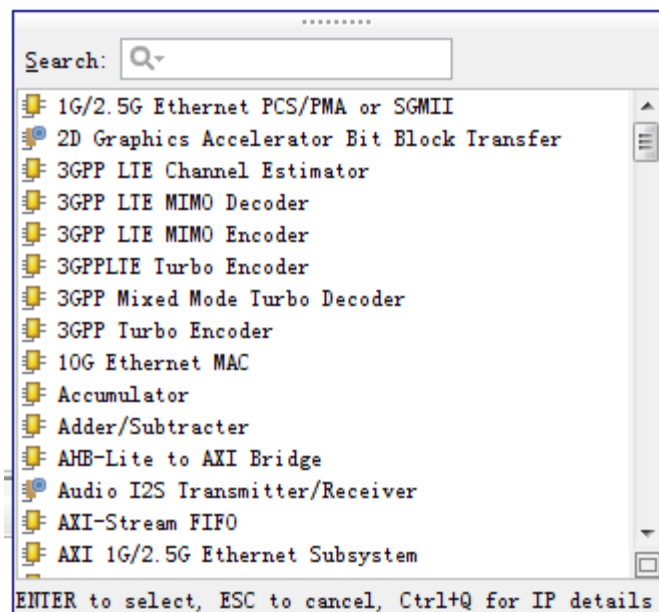 Search:
1G/2.5G Ethernet PCS/PMA or SGMII
2D Graphics Accelerator Bit Block Transfer
3GPP LTE Channel Estimator
3GPP LTE MIMO Decoder
3GPP LTE MIMO Encoder
3GPPLTE Turbo Encoder
3GPP Mixed Mode Turbo Decoder
3GPP Turbo Encoder
10G Ethernet MAC
Accumulator
Adder/Subtracter
AHB-Lite to AXI Bridge
Audio I2S Transmitter/Receiver
AXI-Stream FIFO
AXI 1G/2.5G Ethernet Subsystem
ENTER to select, ESC to cancel, Ctrl+Q for IP details